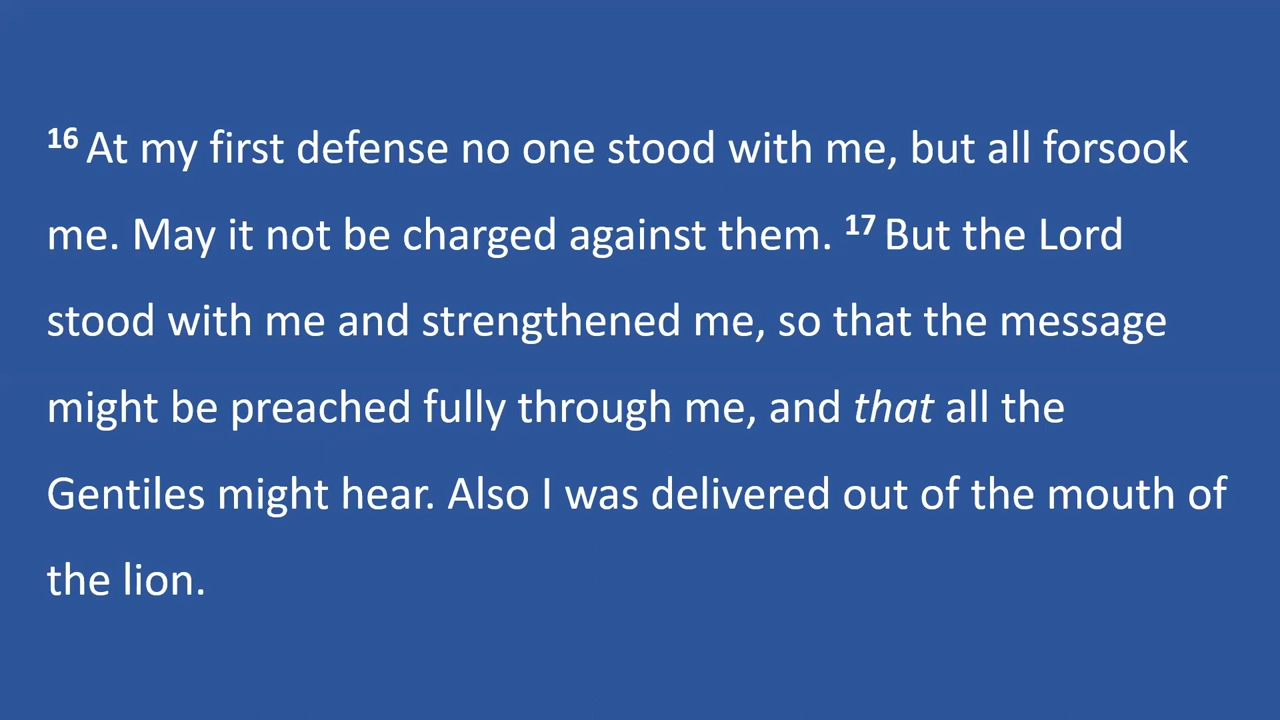 16 At my first defense no one stood with me, but all forsook
me. May it not be charged against them. 17 But the Lord
stood with me and strengthened me, so that the message
might be preached fully through me, and that all the
Gentiles might hear. Also I was delivered out of the mouth of
the lion.